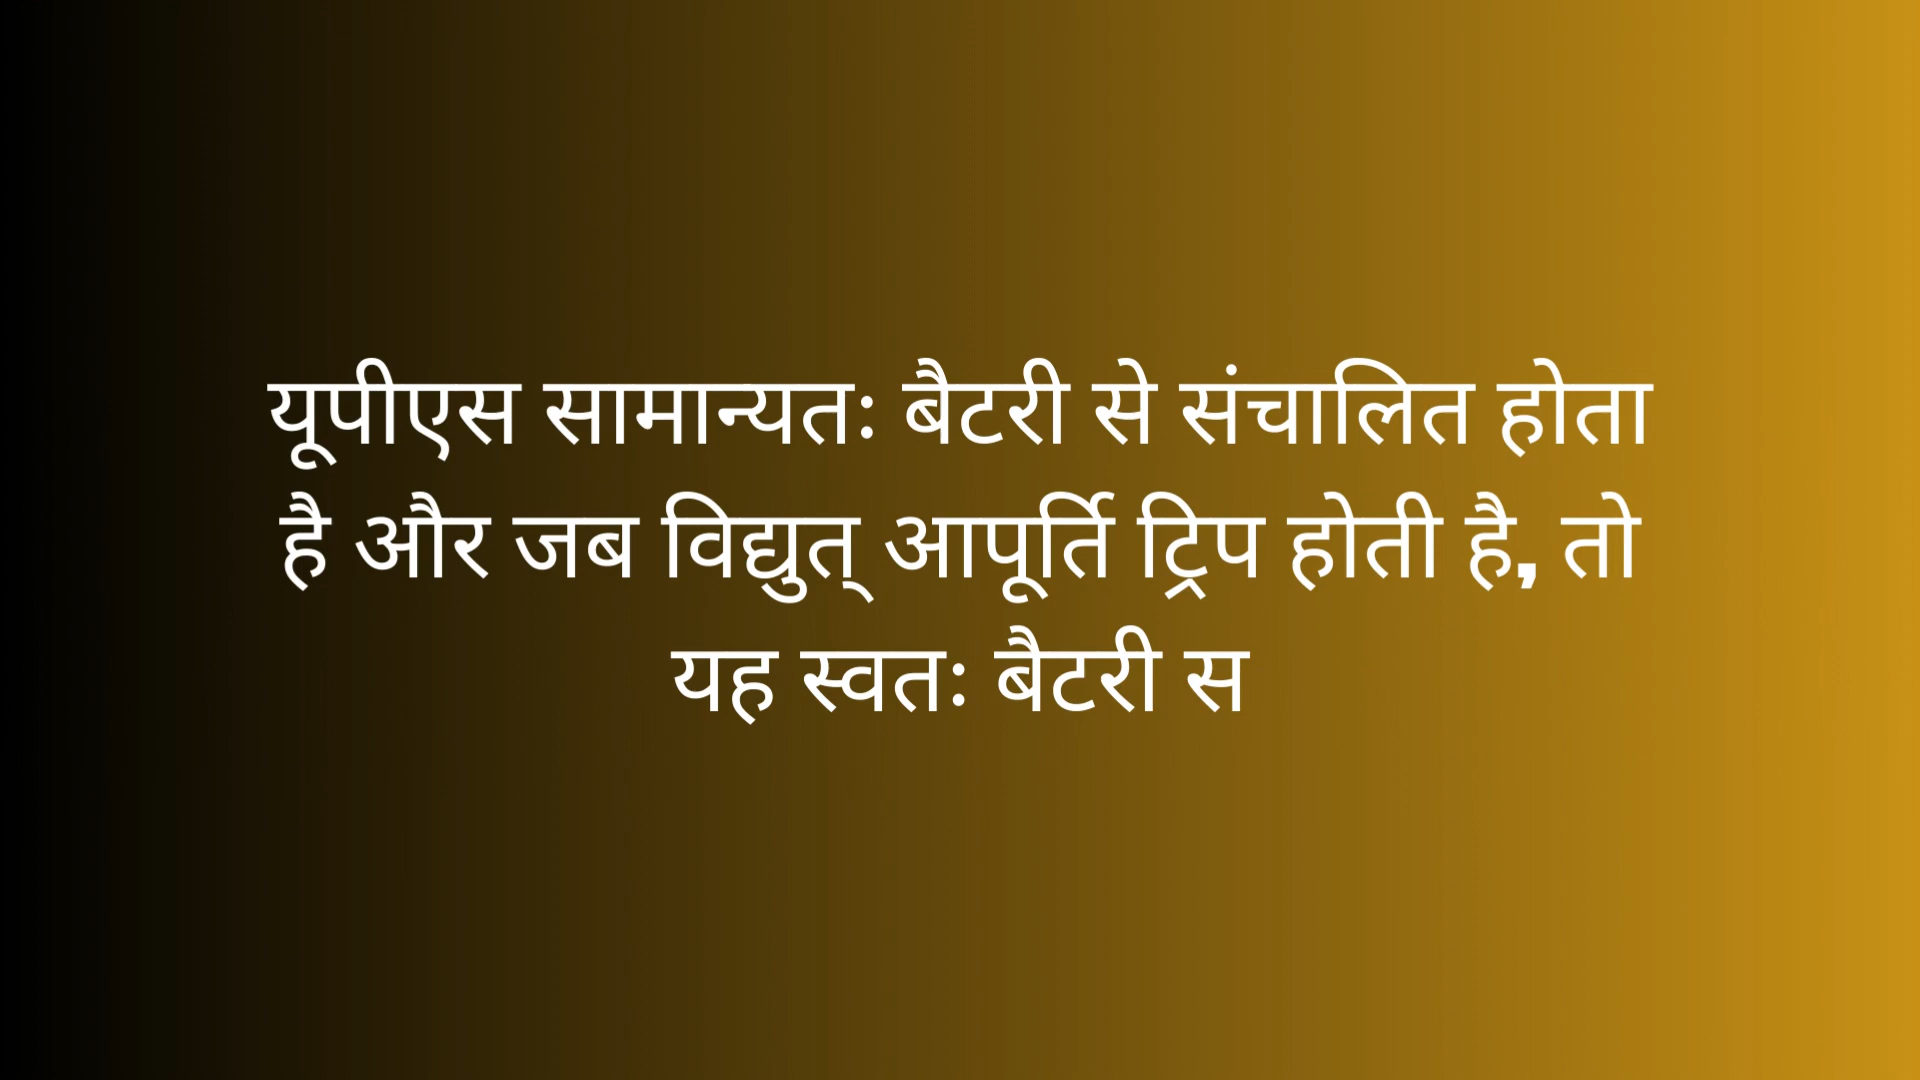 यूपीएस सामान्यतः बैटरी से संचालित होता
है और जब विद्युत् आपूर्ति ट्रिप होती है, तो
यह स्वतः बैटरी स